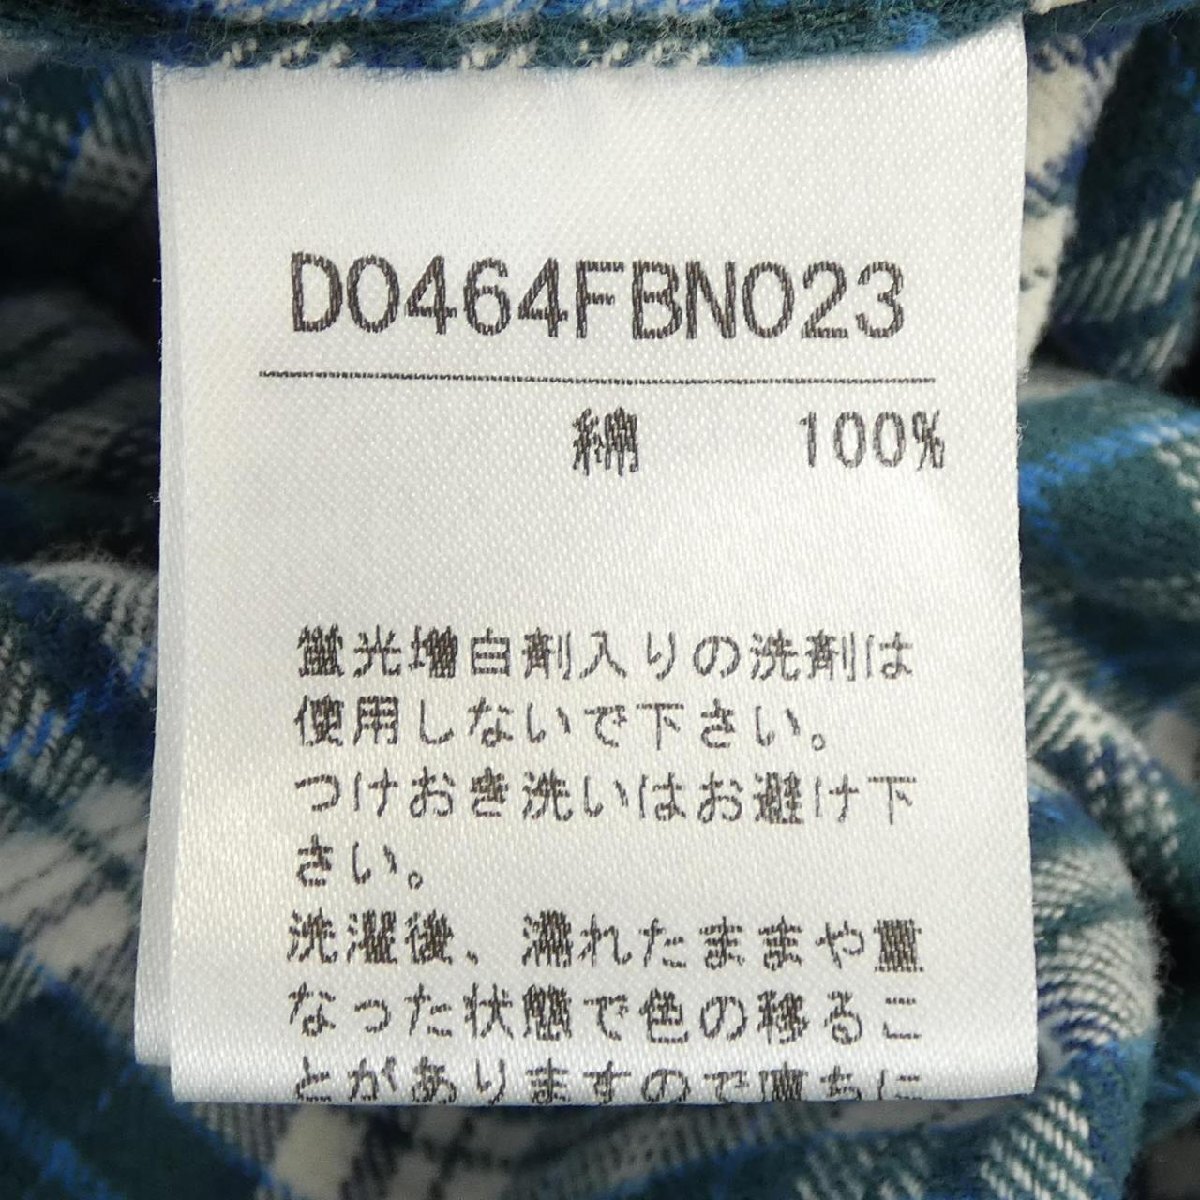 D0464FBN023
綿 100%
蛍光増白剤入りの洗剤は
使用しないで下さい。
つけおき洗いはお避け下
さい。
洗濯後、濡れたままや重
なった状態で色の移るこ
とがありますので直ちに